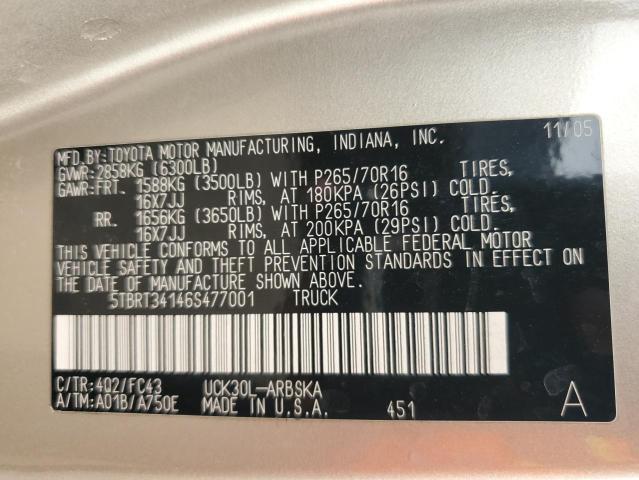 MFD.BY:TOYOTA MOTOR MANUFACTURING, INDIANA, INC. 11/05
GVWR:2858KG (6300LB)
GAWR:FRT. 1588KG (3500LB) WITH P265/70R16 TIRES,
16X7JJ RIMS, AT 180KPA (26PSI) COLD.
RR. 1656KG (3650LB) WITH P265/70R16 TIRES,
16X7JJ RIMS, AT 200KPA (29PSI) COLD.
THIS VEHICLE CONFORMS TO ALL APPLICABLE FEDERAL MOTOR
VEHICLE SAFETY AND THEFT PREVENTION STANDARDS IN EFFECT ON
THE DATE OF MANUFACTURE SHOWN ABOVE.
5TBRT34146S477001 TRUCK
C/TR:4Q2/FC43 UCK30L-ARBSKA
A/TM:A01B/A750E MADE IN U.S.A. 451 A